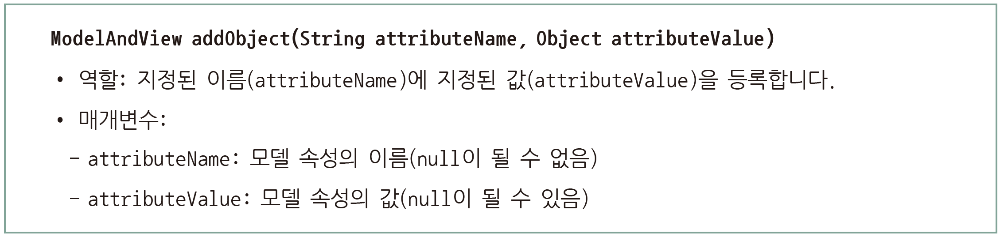 ModelAndView addObject(String attributeName, Object attributeValue)
• 역할: 지정된 이름(attributeName)에 지정된 값(attributeValue)을 등록합니다.
• 매개변수:
- attributeName: 모델 속성의 이름(null이 될 수 없음)
- attributeValue: 모델 속성의 값(null이 될 수 있음)